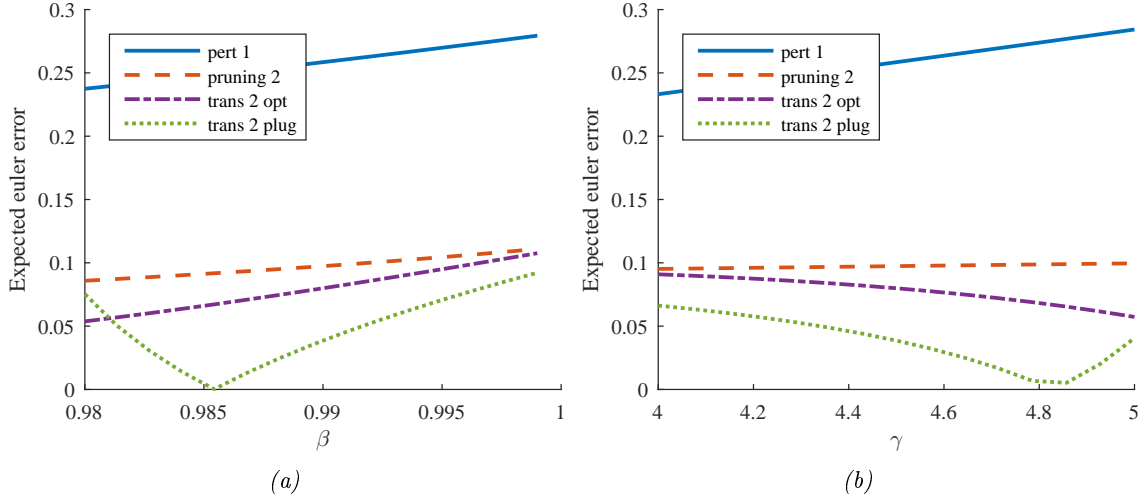 0.3
0.25
0.2
0.15
0.1
0.05
0
Expected euler error
pert 1
pruning 2
trans 2 opt
trans 2 plug
0.98
0.985
0.99
0.995
1
β
(a)
0.3
0.25
0.2
0.15
0.1
0.05
0
Expected euler error
pert 1
pruning 2
trans 2 opt
trans 2 plug
4
4.2
4.4
4.6
4.8
5
γ
(b)